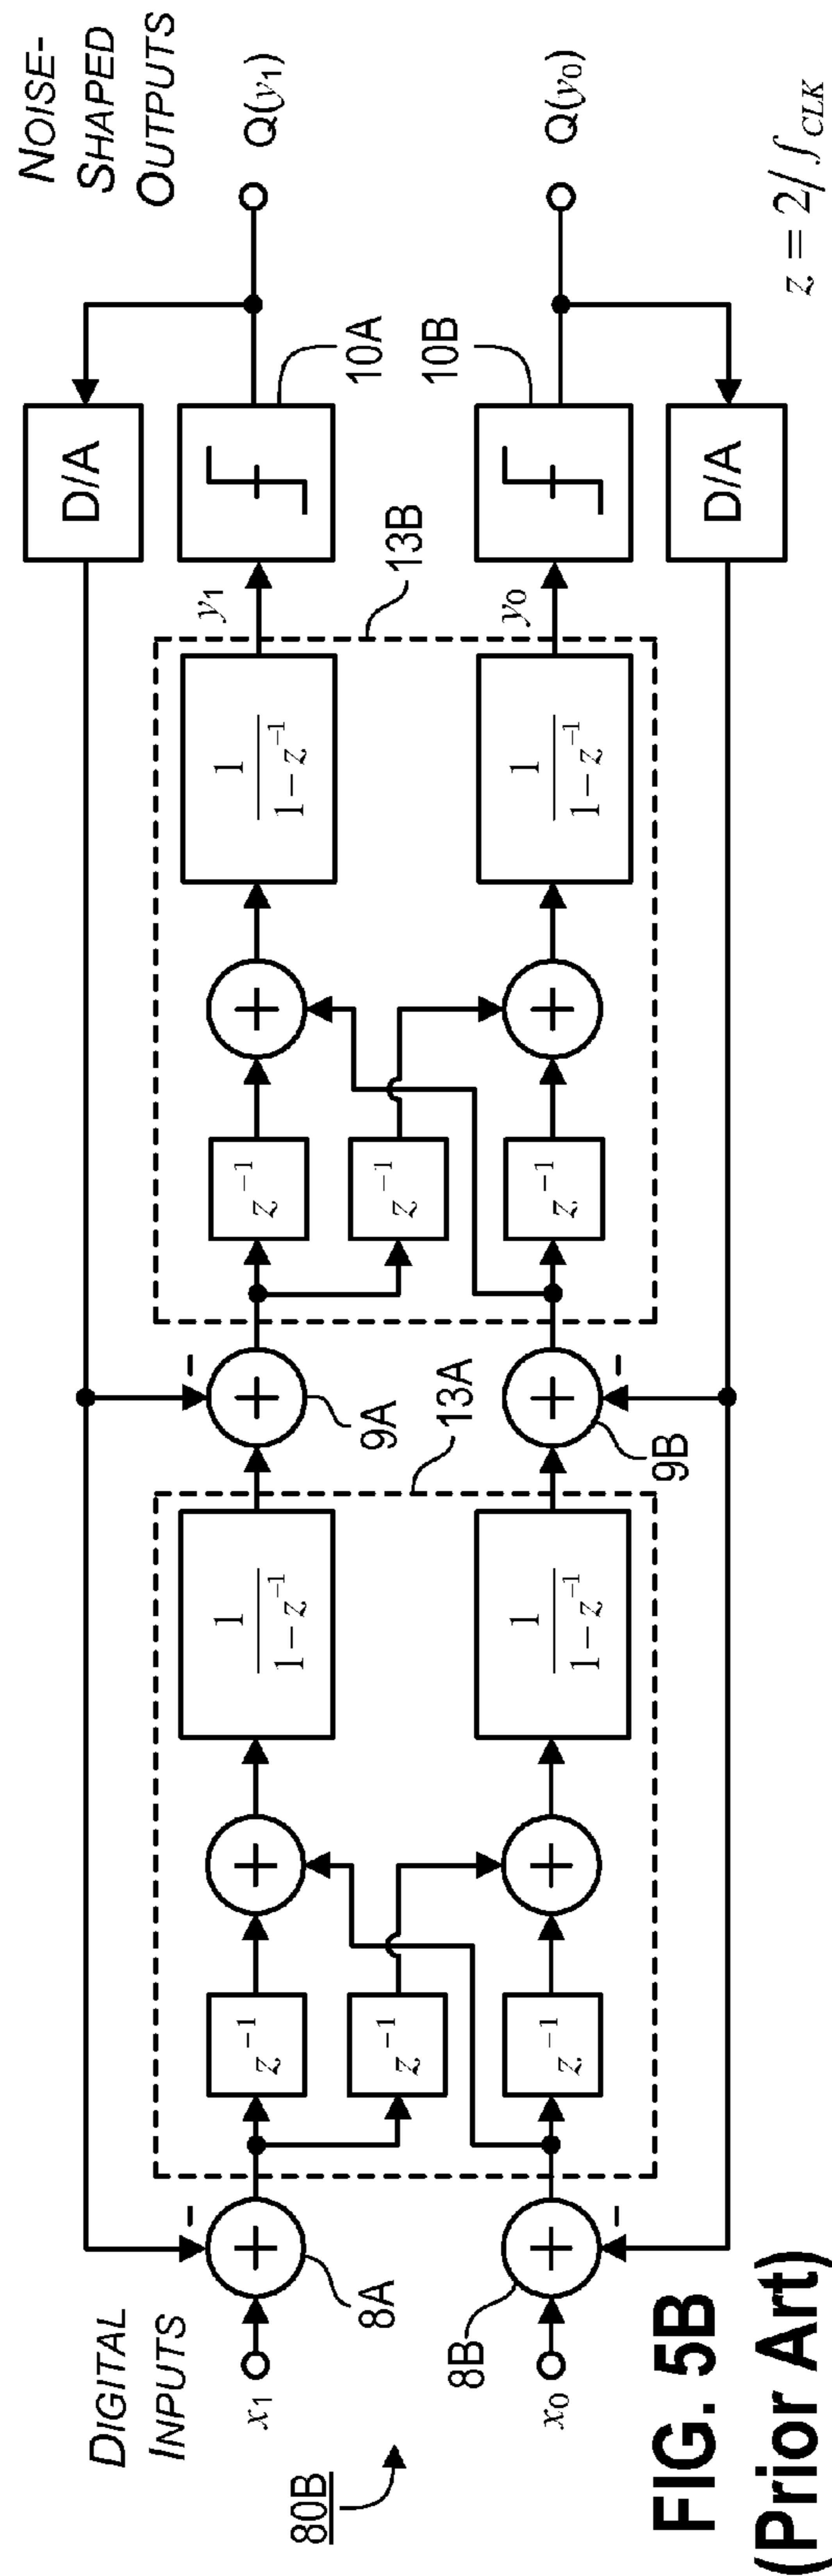 DIGITAL
INPUTS
NOISE-
SHAPED
OUTPUTS
80B
x1
8A
−
+
z−1
z−1
+
1
1−z−1
13A
−
+
9A
z−1
z−1
+
1
1−z−1
13B
y1
D/A
10A
Q(y1)
x0
8B
+
−
z−1
+
1
1−z−1
+
−
9B
z−1
+
1
1−z−1
y0
10B
D/A
Q(y0)
z = 2/ fCLK
FIG. 5B
(Prior Art)